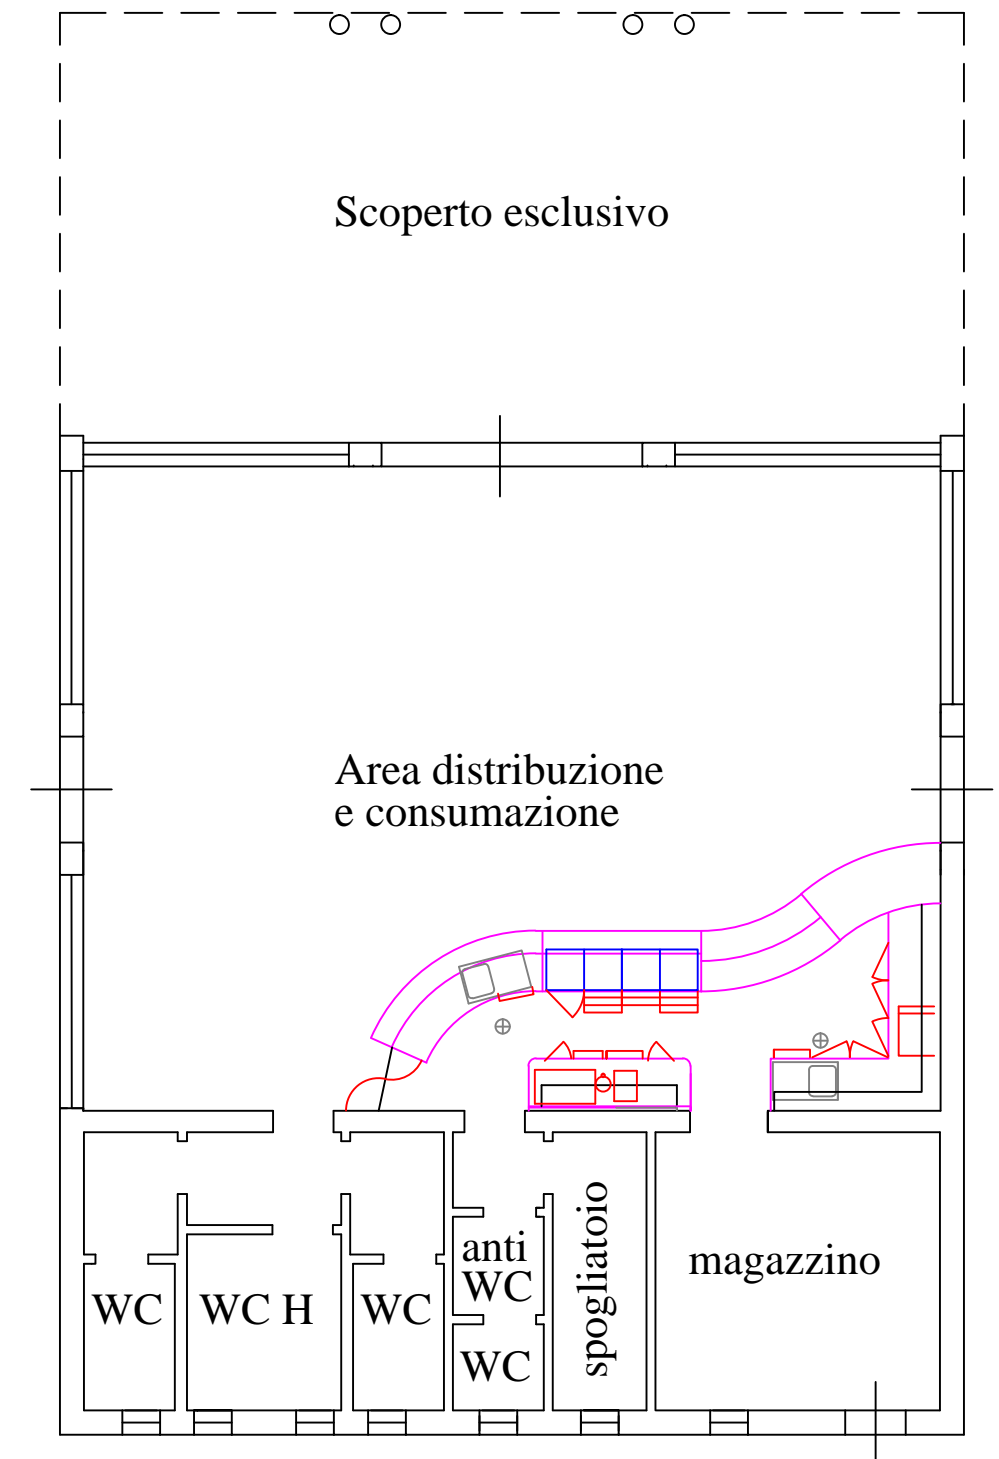 Scoperto esclusivo
Area distribuzione
e consumazione
anti
WC
magazzino
WC
WC H
WC
WC
spogliatoio